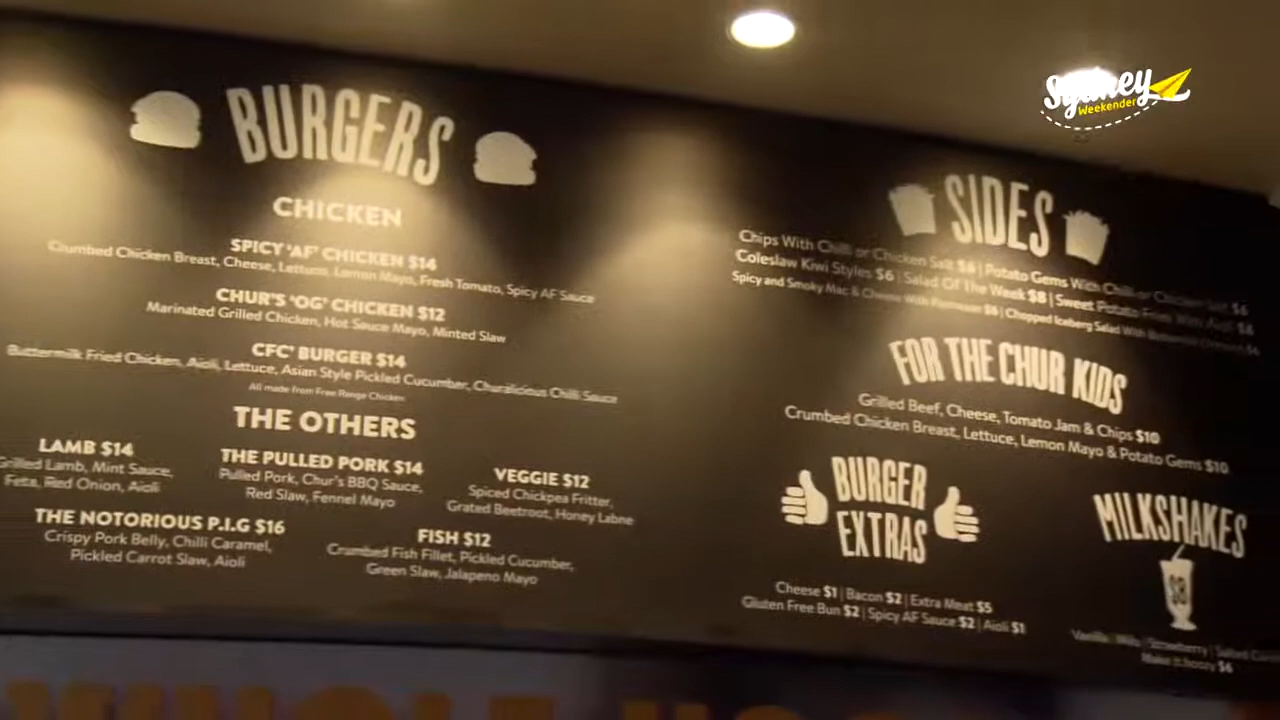 Sydney
Weekender
BURGERS
CHICKEN
SPICY 'AF' CHICKEN $14
Crumbed Chicken Breast, Cheese, Lettuce, Lemon Mayo, Fresh Tomato, Spicy AF Sauce
CHUR'S 'OG' CHICKEN $12
Marinated Grilled Chicken, Hot Sauce Mayo, Minted Slaw
CFC' BURGER $14
Buttermilk Fried Chicken, Aioli, Lettuce, Asian Style Pickled Cucumber, Churalicious Chilli Sauce
All made from Free Range Chicken
THE OTHERS
LAMB $14
Grilled Lamb, Mint Sauce,
Feta, Red Onion, Aioli
THE PULLED PORK $14
Pulled Pork, Chur's BBQ Sauce,
Red Slaw, Fennel Mayo
VEGGIE $12
Spiced Chickpea Fritter,
Grated Beetroot, Honey Labne
THE NOTORIOUS P.I.G $16
Crispy Pork Belly, Chilli Caramel,
Pickled Carrot Slaw, Aioli
FISH $12
Crumbed Fish Fillet, Pickled Cucumber,
Green Slaw, Jalapeno Mayo
SIDES
Chips With Chilli or Chicken Salt $6 | Potato Gems With Chilli or Chicken Salt $6
Coleslaw Kiwi Styles $6 | Salad Of The Week $8 | Sweet Potato Fries With Aioli $8
Spicy and Smoky Mac & Cheese With Parmesan $6 | Chopped Iceberg Salad With
FOR THE CHUR KIDS
Grilled Beef, Cheese, Tomato Jam & Chips $10
Crumbed Chicken Breast, Lettuce, Lemon Mayo & Potato Gems $10
BURGER
EXTRAS
Cheese $1 | Bacon $2 | Extra Meat $5
Gluten Free Bun $2 | Spicy AF Sauce $2 | Aioli $1
MILKSHAKES
$8
Vanilla | Milo | Strawberry | Salted
Make it boozy $6